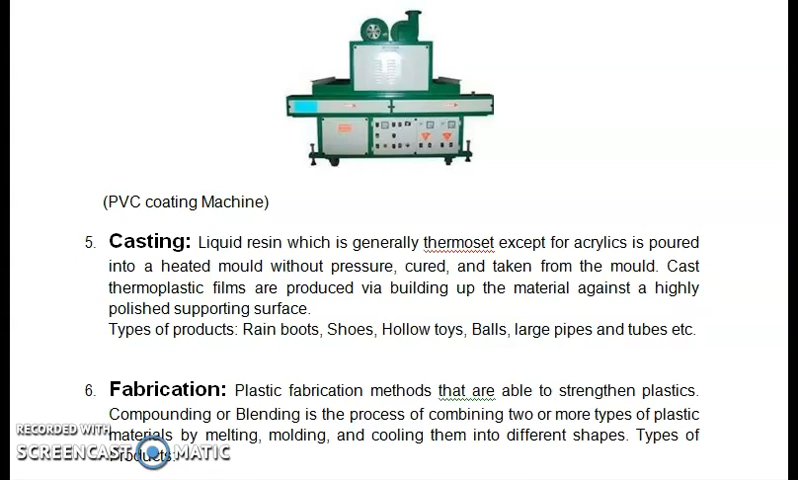 (PVC coating Machine)
5. Casting: Liquid resin which is generally thermoset except for acrylics is poured
into a heated mould without pressure, cured, and taken from the mould. Cast
thermoplastic films are produced via building up the material against a highly
polished supporting surface.
Types of products: Rain boots, Shoes, Hollow toys, Balls, large pipes and tubes etc.
6. Fabrication: Plastic fabrication methods that are able to strengthen plastics.
Compounding or Blending is the process of combining two or more types of plastic
materials by melting, molding, and cooling them into different shapes. Types of
Products:
RECORDED WITH
SCREENCAST MATIC